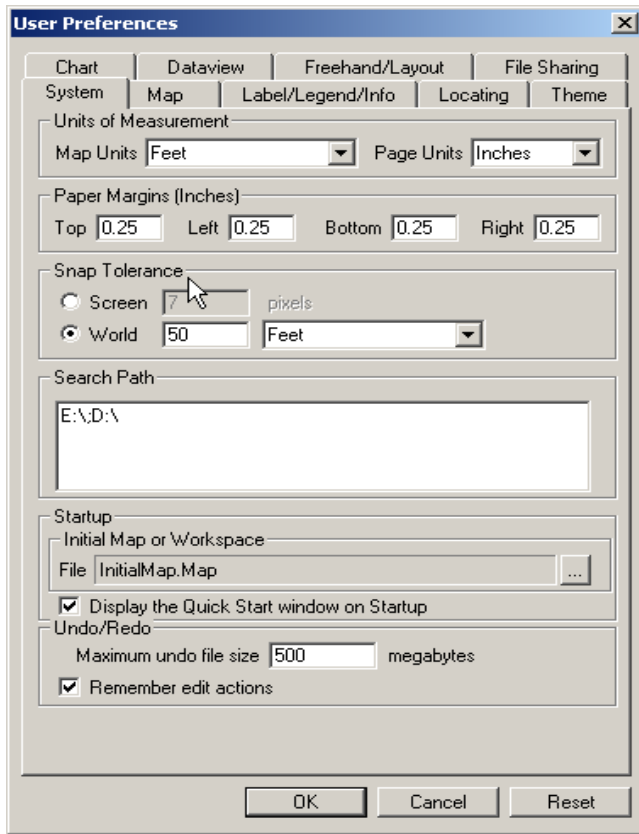 User Preferences
Chart Dataview Freehand/Layout File Sharing
System Map Label/Legend/Info Locating Theme
Units of Measurement
Map Units Feet Page Units Inches
Paper Margins (Inches)
Top 0.25 Left 0.25 Bottom 0.25 Right 0.25
Snap Tolerance
Screen 7 pixels
World 50 Feet
Search Path
E:\;D:\
Startup
Initial Map or Workspace
File InitialMap.Map ...
Display the Quick Start window on Startup
Undo/Redo
Maximum undo file size 500 megabytes
Remember edit actions
OK Cancel Reset